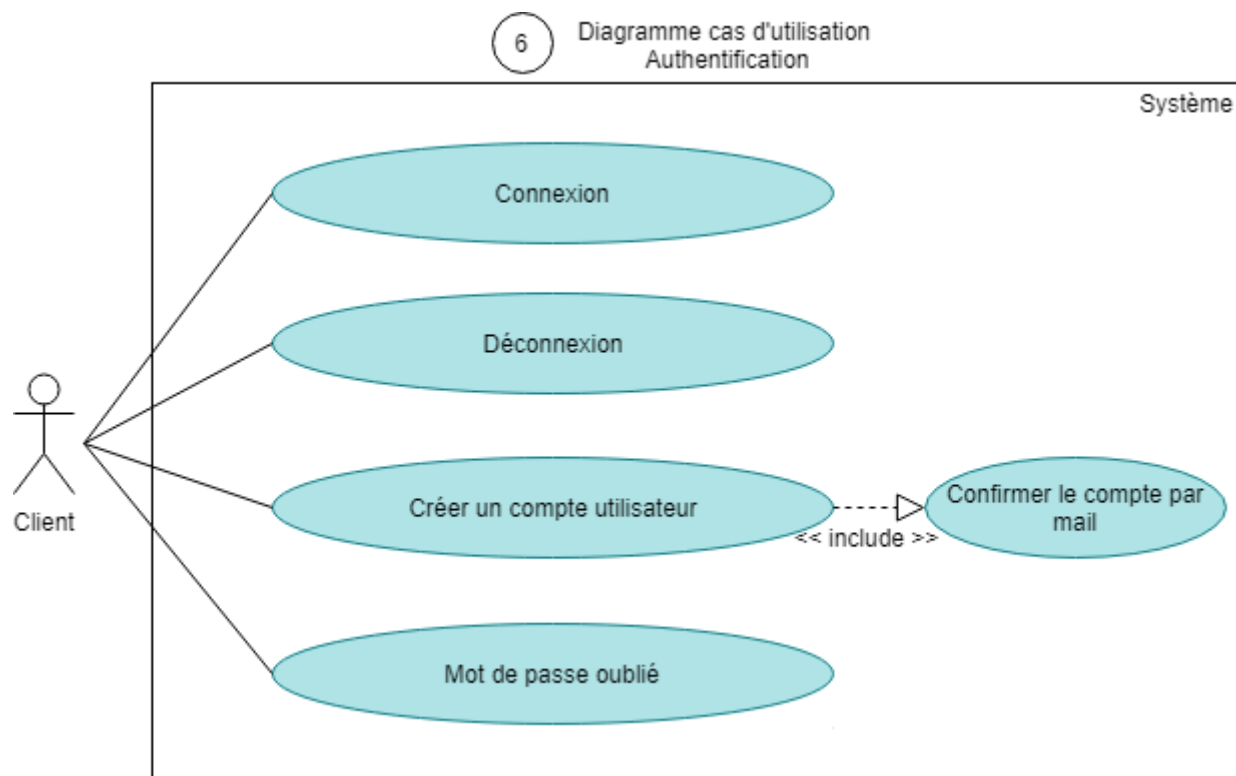 6
Diagramme cas d'utilisation
Authentification
Système
Connexion
Déconnexion
Client
Créer un compte utilisateur
<< include >>
Confirmer le compte par
mail
Mot de passe oublié